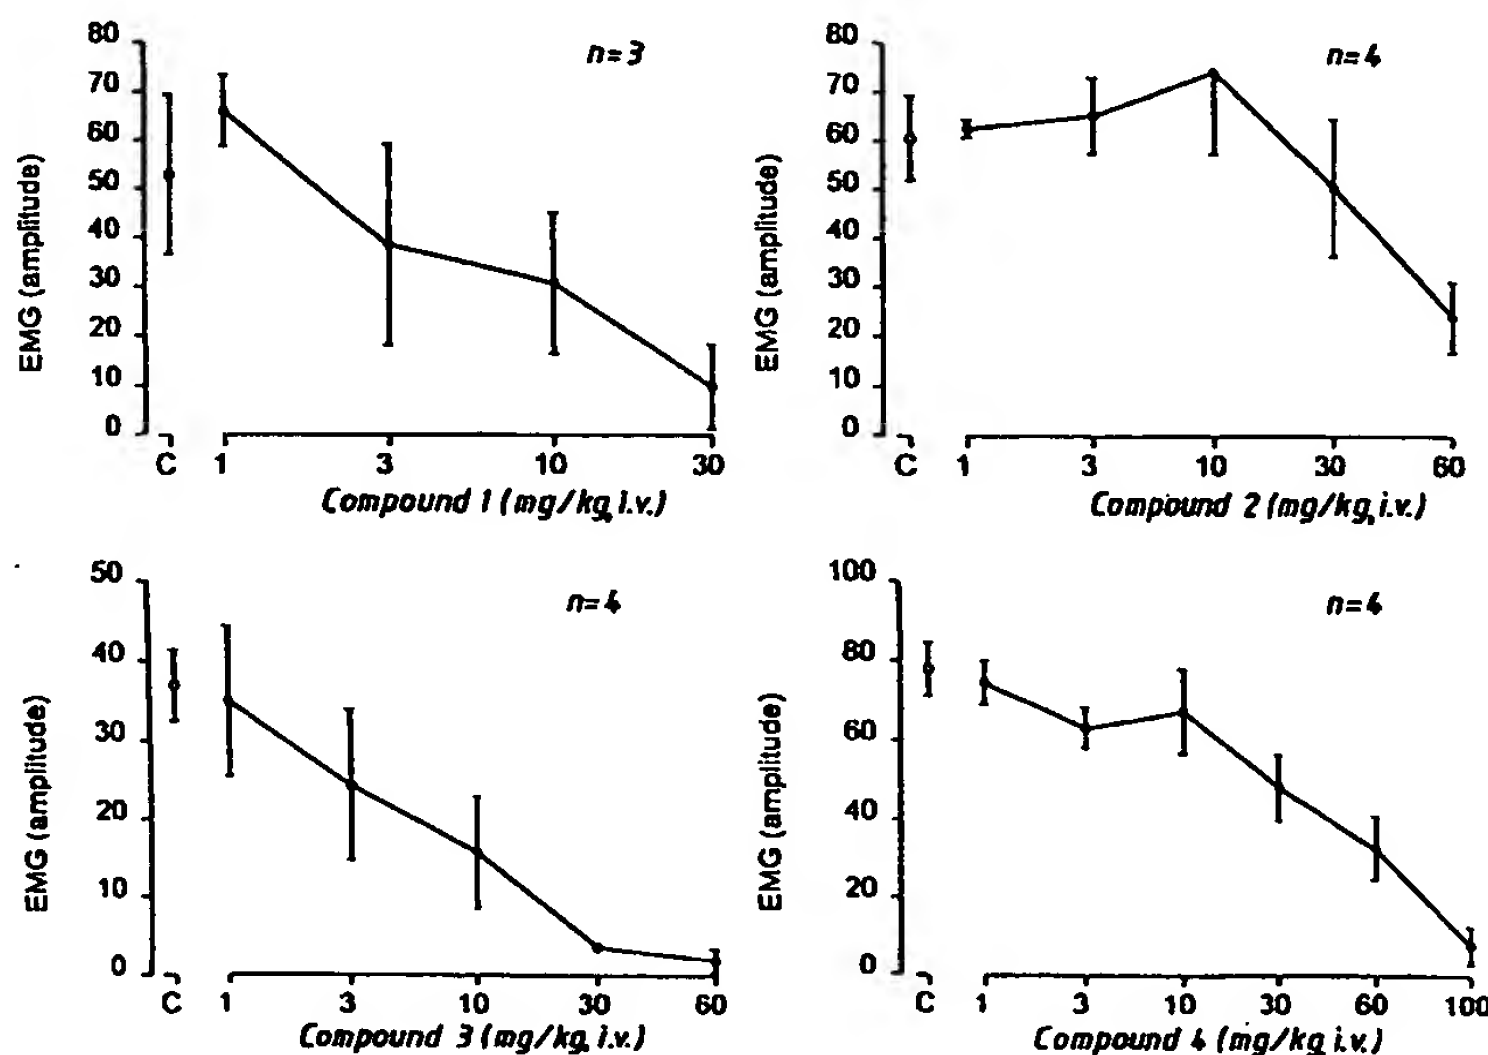 n=3
EMG (amplitude)
80
70
60
50
40
30
20
10
0
C 1 3 10 30
Compound 1 (mg/kg, i.v.)
n=4
EMG (amplitude)
80
70
60
50
40
30
20
10
0
C 1 3 10 30 60
Compound 2 (mg/kg, i.v.)
n=4
EMG (amplitude)
50
40
30
20
10
0
C 1 3 10 30 60
Compound 3 (mg/kg, i.v.)
n=4
EMG (amplitude)
100
80
60
40
20
0
C 1 3 10 30 60 100
Compound 4 (mg/kg, i.v.)